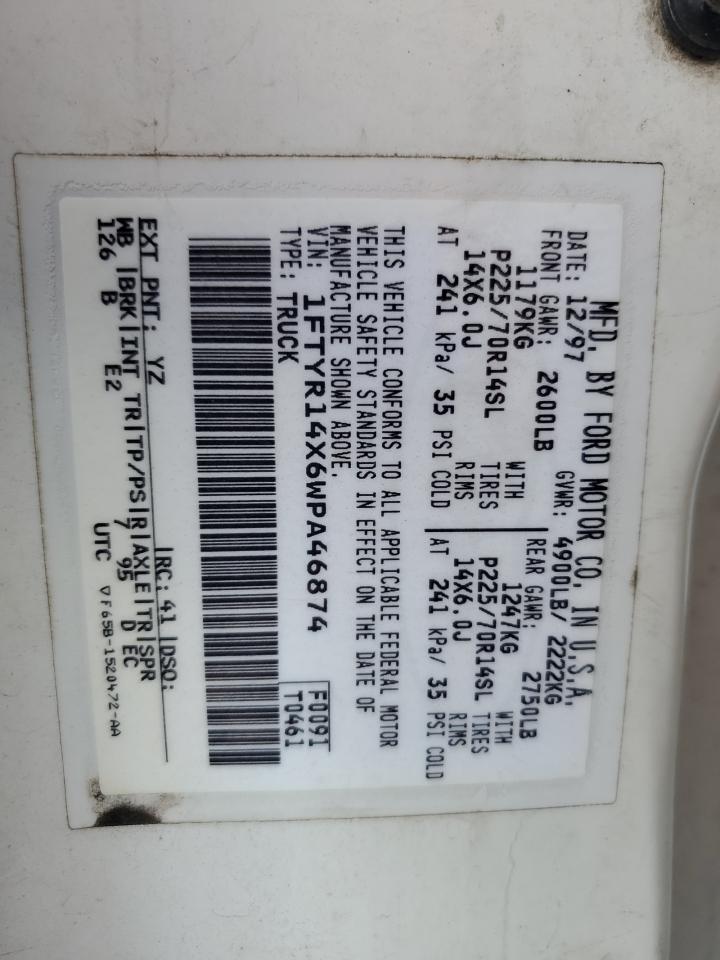 MFD. BY FORD MOTOR CO. IN U.S.A.
DATE: 12/97 GVWR: 4900LB/ 2222KG
FRONT GAWR: 2600LB REAR GAWR: 2750LB
1179KG WITH 1247KG WITH
P225/70R14SL TIRES P225/70R14SL TIRES
14X6.0J RIMS 14X6.0J RIMS
AT 241 kPa/ 35 PSI COLD AT 241 kPa/ 35 PSI COLD
THIS VEHICLE CONFORMS TO ALL APPLICABLE FEDERAL MOTOR
VEHICLE SAFETY STANDARDS IN EFFECT ON THE DATE OF
MANUFACTURE SHOWN ABOVE.
VIN: 1FTYR14X6WPA46874 F0091
TYPE: TRUCK T0461
EXT PNT: YZ RC: 41 DSO:
WB BRK INT TR TP/PS R AXLE TR SPR
126 B E2 7 95 D EC
UTC ▽F65B-1520472-AA